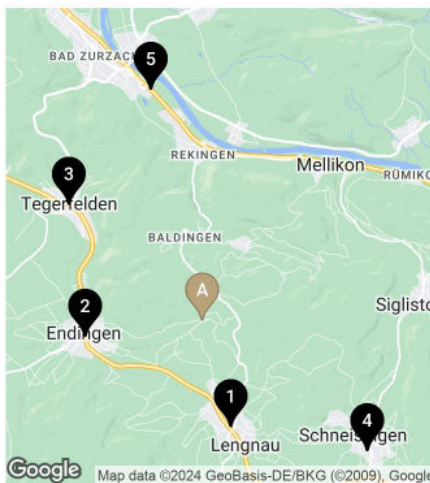 5
BAD ZURZAC
REKINGEN
Mellikon
RÜMIKO
3
Tegerfelden
BALDINGEN
A
Siglisto
2
Endingen
1
Lengnau
4
Schneisingen
Google
Map data ©2024 GeoBasis-DE/BKG (©2009), Google